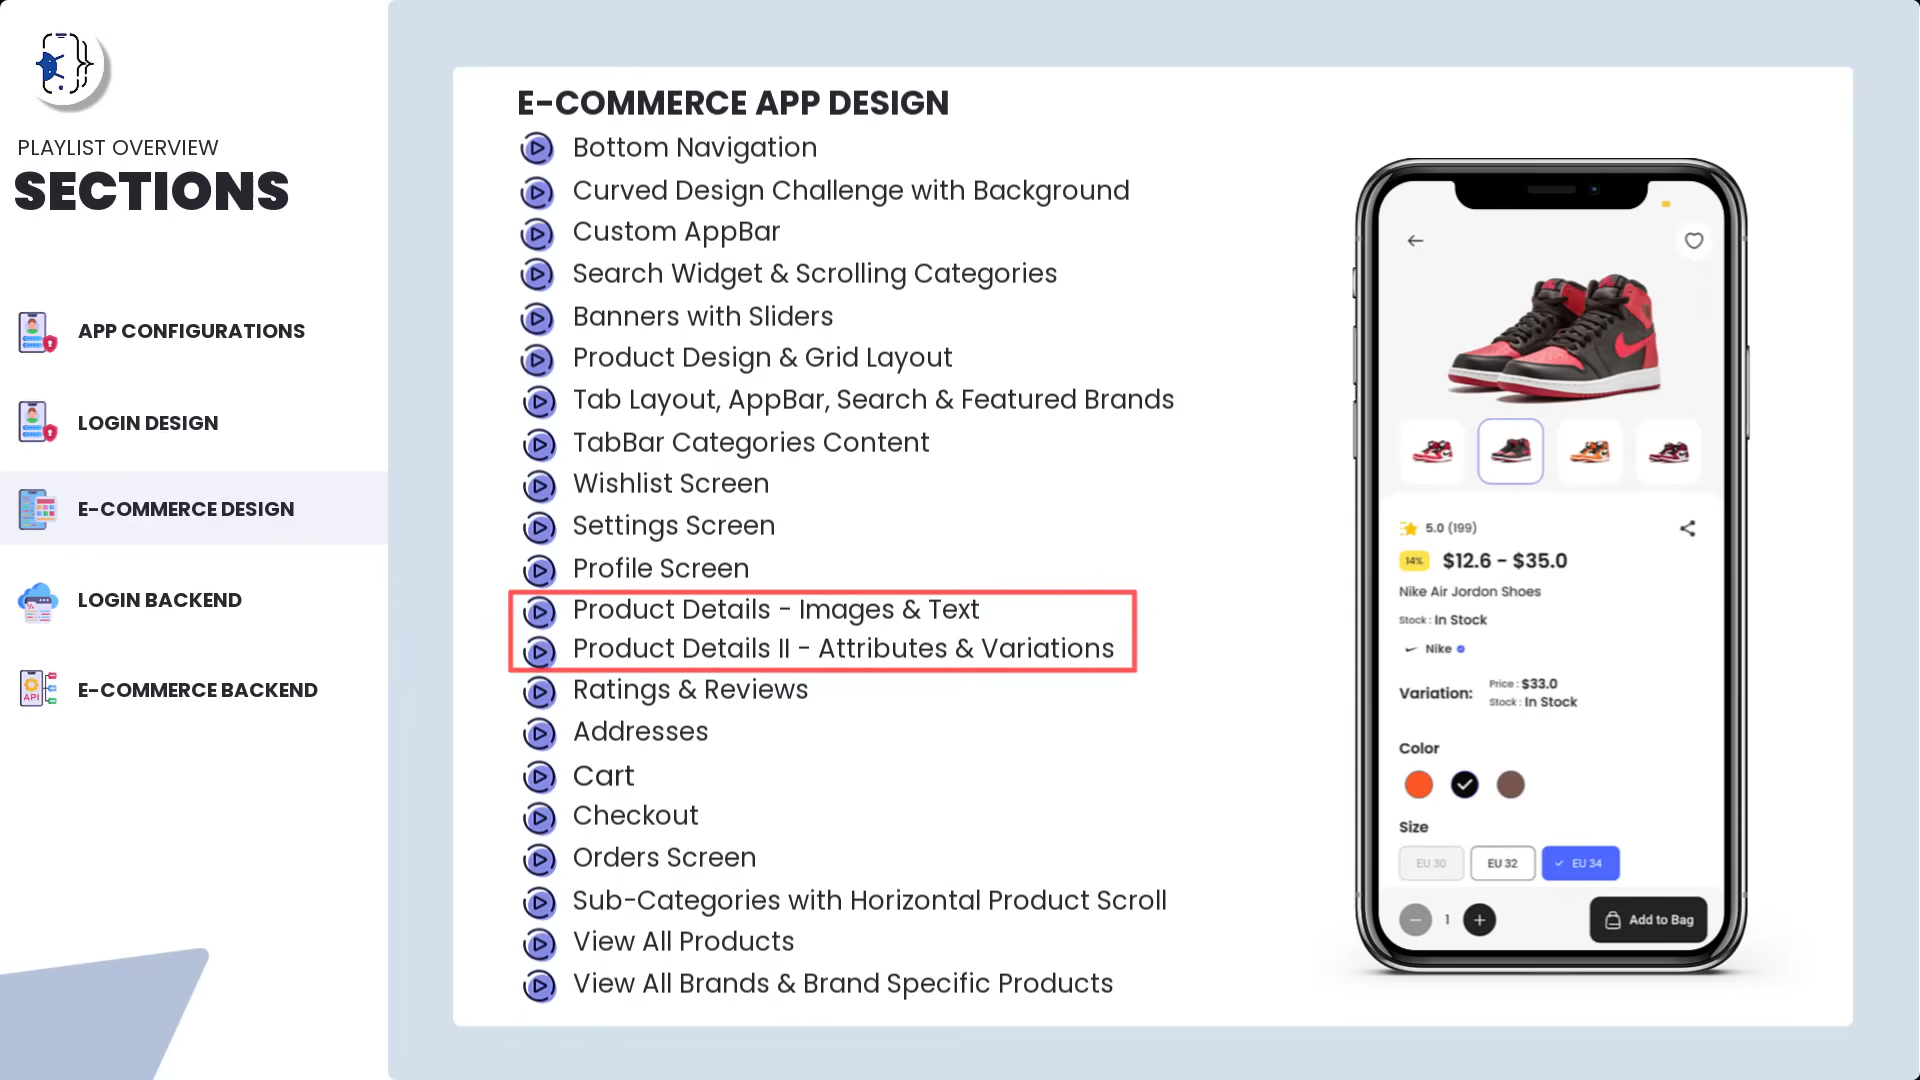 PLAYLIST OVERVIEW
SECTIONS
APP CONFIGURATIONS
LOGIN DESIGN
E-COMMERCE DESIGN
LOGIN BACKEND
API
E-COMMERCE BACKEND
E-COMMERCE APP DESIGN
Bottom Navigation
Curved Design Challenge with Background
Custom AppBar
Search Widget & Scrolling Categories
Banners with Sliders
Product Design & Grid Layout
Tab Layout, AppBar, Search & Featured Brands
TabBar Categories Content
Wishlist Screen
Settings Screen
Profile Screen
Product Details - Images & Text
Product Details II - Attributes & Variations
Ratings & Reviews
Addresses
Cart
Checkout
Orders Screen
Sub-Categories with Horizontal Product Scroll
View All Products
View All Brands & Brand Specific Products
5.0 (199)
14% $12.6 - $35.0
Nike Air Jordon Shoes
Stock : In Stock
Nike
Variation: Price : $33.0
Stock : In Stock
Color
Size
EU 30 EU 32 EU 34
1 Add to Bag